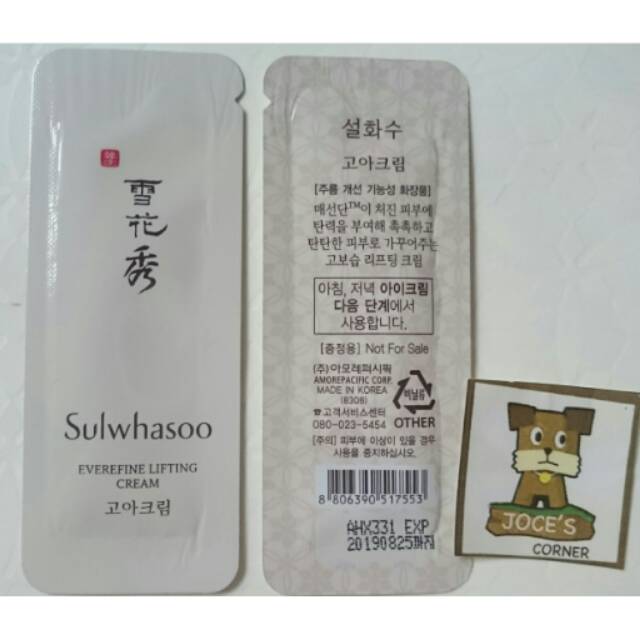 雪
花
秀
Sulwhasoo
EVEREFINE LIFTING
CREAM
고아크림
설화수
고아크림
[주름 개선 기능성 화장품]
매선단™이 처진 피부에
탄력을 부여해 촉촉하고
탄탄한 피부로 가꾸어주는
고보습 리프팅 크림
아침, 저녁 아이크림
다음 단계에서
사용합니다.
[증정용] Not For Sale
(주)아모레퍼시픽
AMOREPACIFIC CORP.
MADE IN KOREA
(8308)
☎고객서비스센터
080-023-5454
비닐류
OTHER
[주의] 피부에 이상이 있을 경우
사용을 중지하십시오.
8 806390 517553
AHX331 EXP
20190825까지
JOCE'S
CORNER